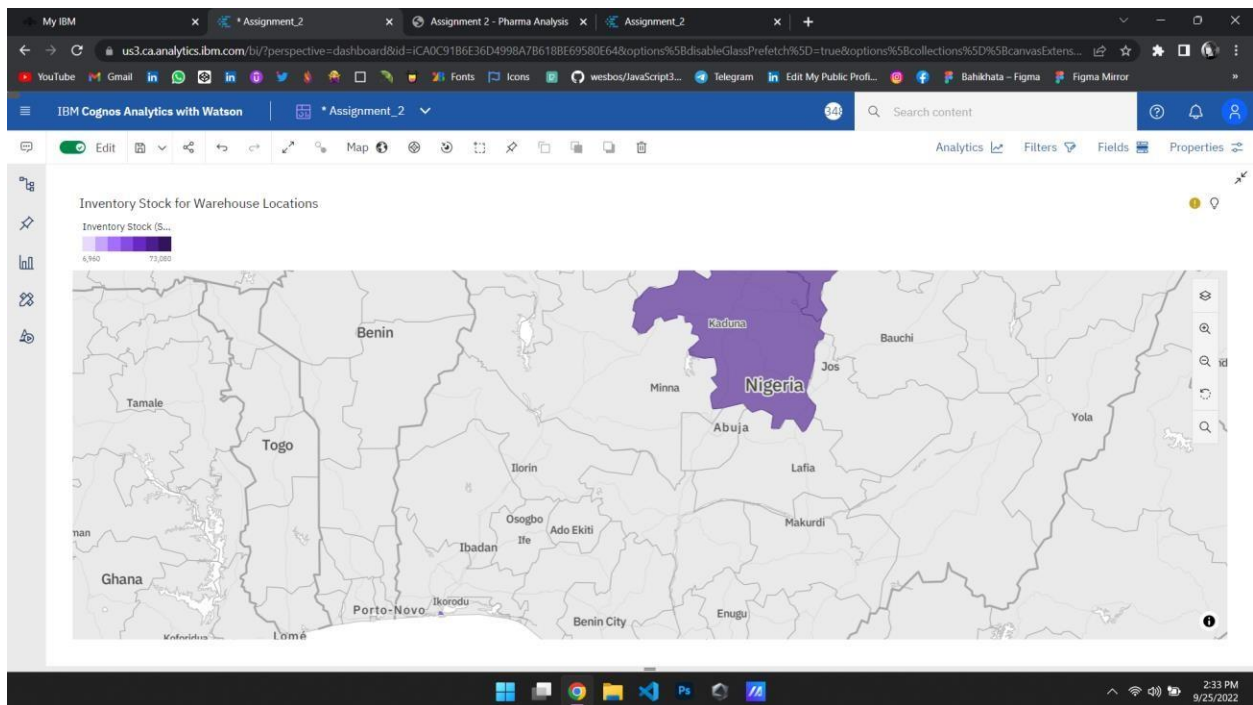 My IBM
* Assignment_2
Assignment 2 - Pharma Analysis
Assignment_2
us3.ca.analytics.ibm.com/bi/?perspective=dashboard&id=iCA0C91B6E36D4998A7B618BE69580E64&options%5BdisableGlassPrefetch%5D=true&options%5Bcollections%5D%5BcanvasExtens...
YouTube
Gmail
Fonts
Icons
wesbos/JavaScript3...
Telegram
Edit My Public Profi...
Bahikhata – Figma
Figma Mirror
IBM Cognos Analytics with Watson
* Assignment_2
Search content
Edit
Map
Analytics
Filters
Fields
Properties
Inventory Stock for Warehouse Locations
Inventory Stock (S...
6,960
73,080
Kaduna
Benin
Bauchi
Jos
Minna
Nigeria
Tamale
Yola
Abuja
Togo
Ilorin
Lafia
Osogbo
Makurdi
Ado Ekiti
man
Ife
Ibadan
Ghana
Ikorodu
Porto-Novo
Enugu
Benin City
Koforidua
Lomé
2:33 PM
9/25/2022